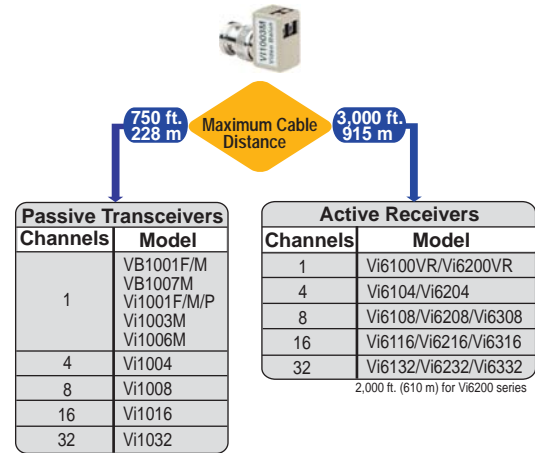 Vi1003M
Video Balun
750 ft.
228 m
Maximum Cable
Distance
3,000 ft.
915 m
Passive Transceivers
Channels Model
1
VB1001F/M
VB1007M
Vi1001F/M/P
Vi1003M
Vi1006M
4 Vi1004
8 Vi1008
16 Vi1016
32 Vi1032
Active Receivers
Channels Model
1 Vi6100VR/Vi6200VR
4 Vi6104/Vi6204
8 Vi6108/Vi6208/Vi6308
16 Vi6116/Vi6216/Vi6316
32 Vi6132/Vi6232/Vi6332
2,000 ft. (610 m) for Vi6200 series